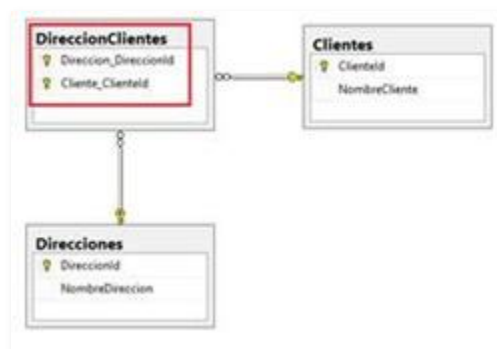 DireccionClientes
Direccion_DireccionId
Cliente_ClienteId
Clientes
ClienteId
NombreCliente
Direcciones
DireccionId
NombreDireccion